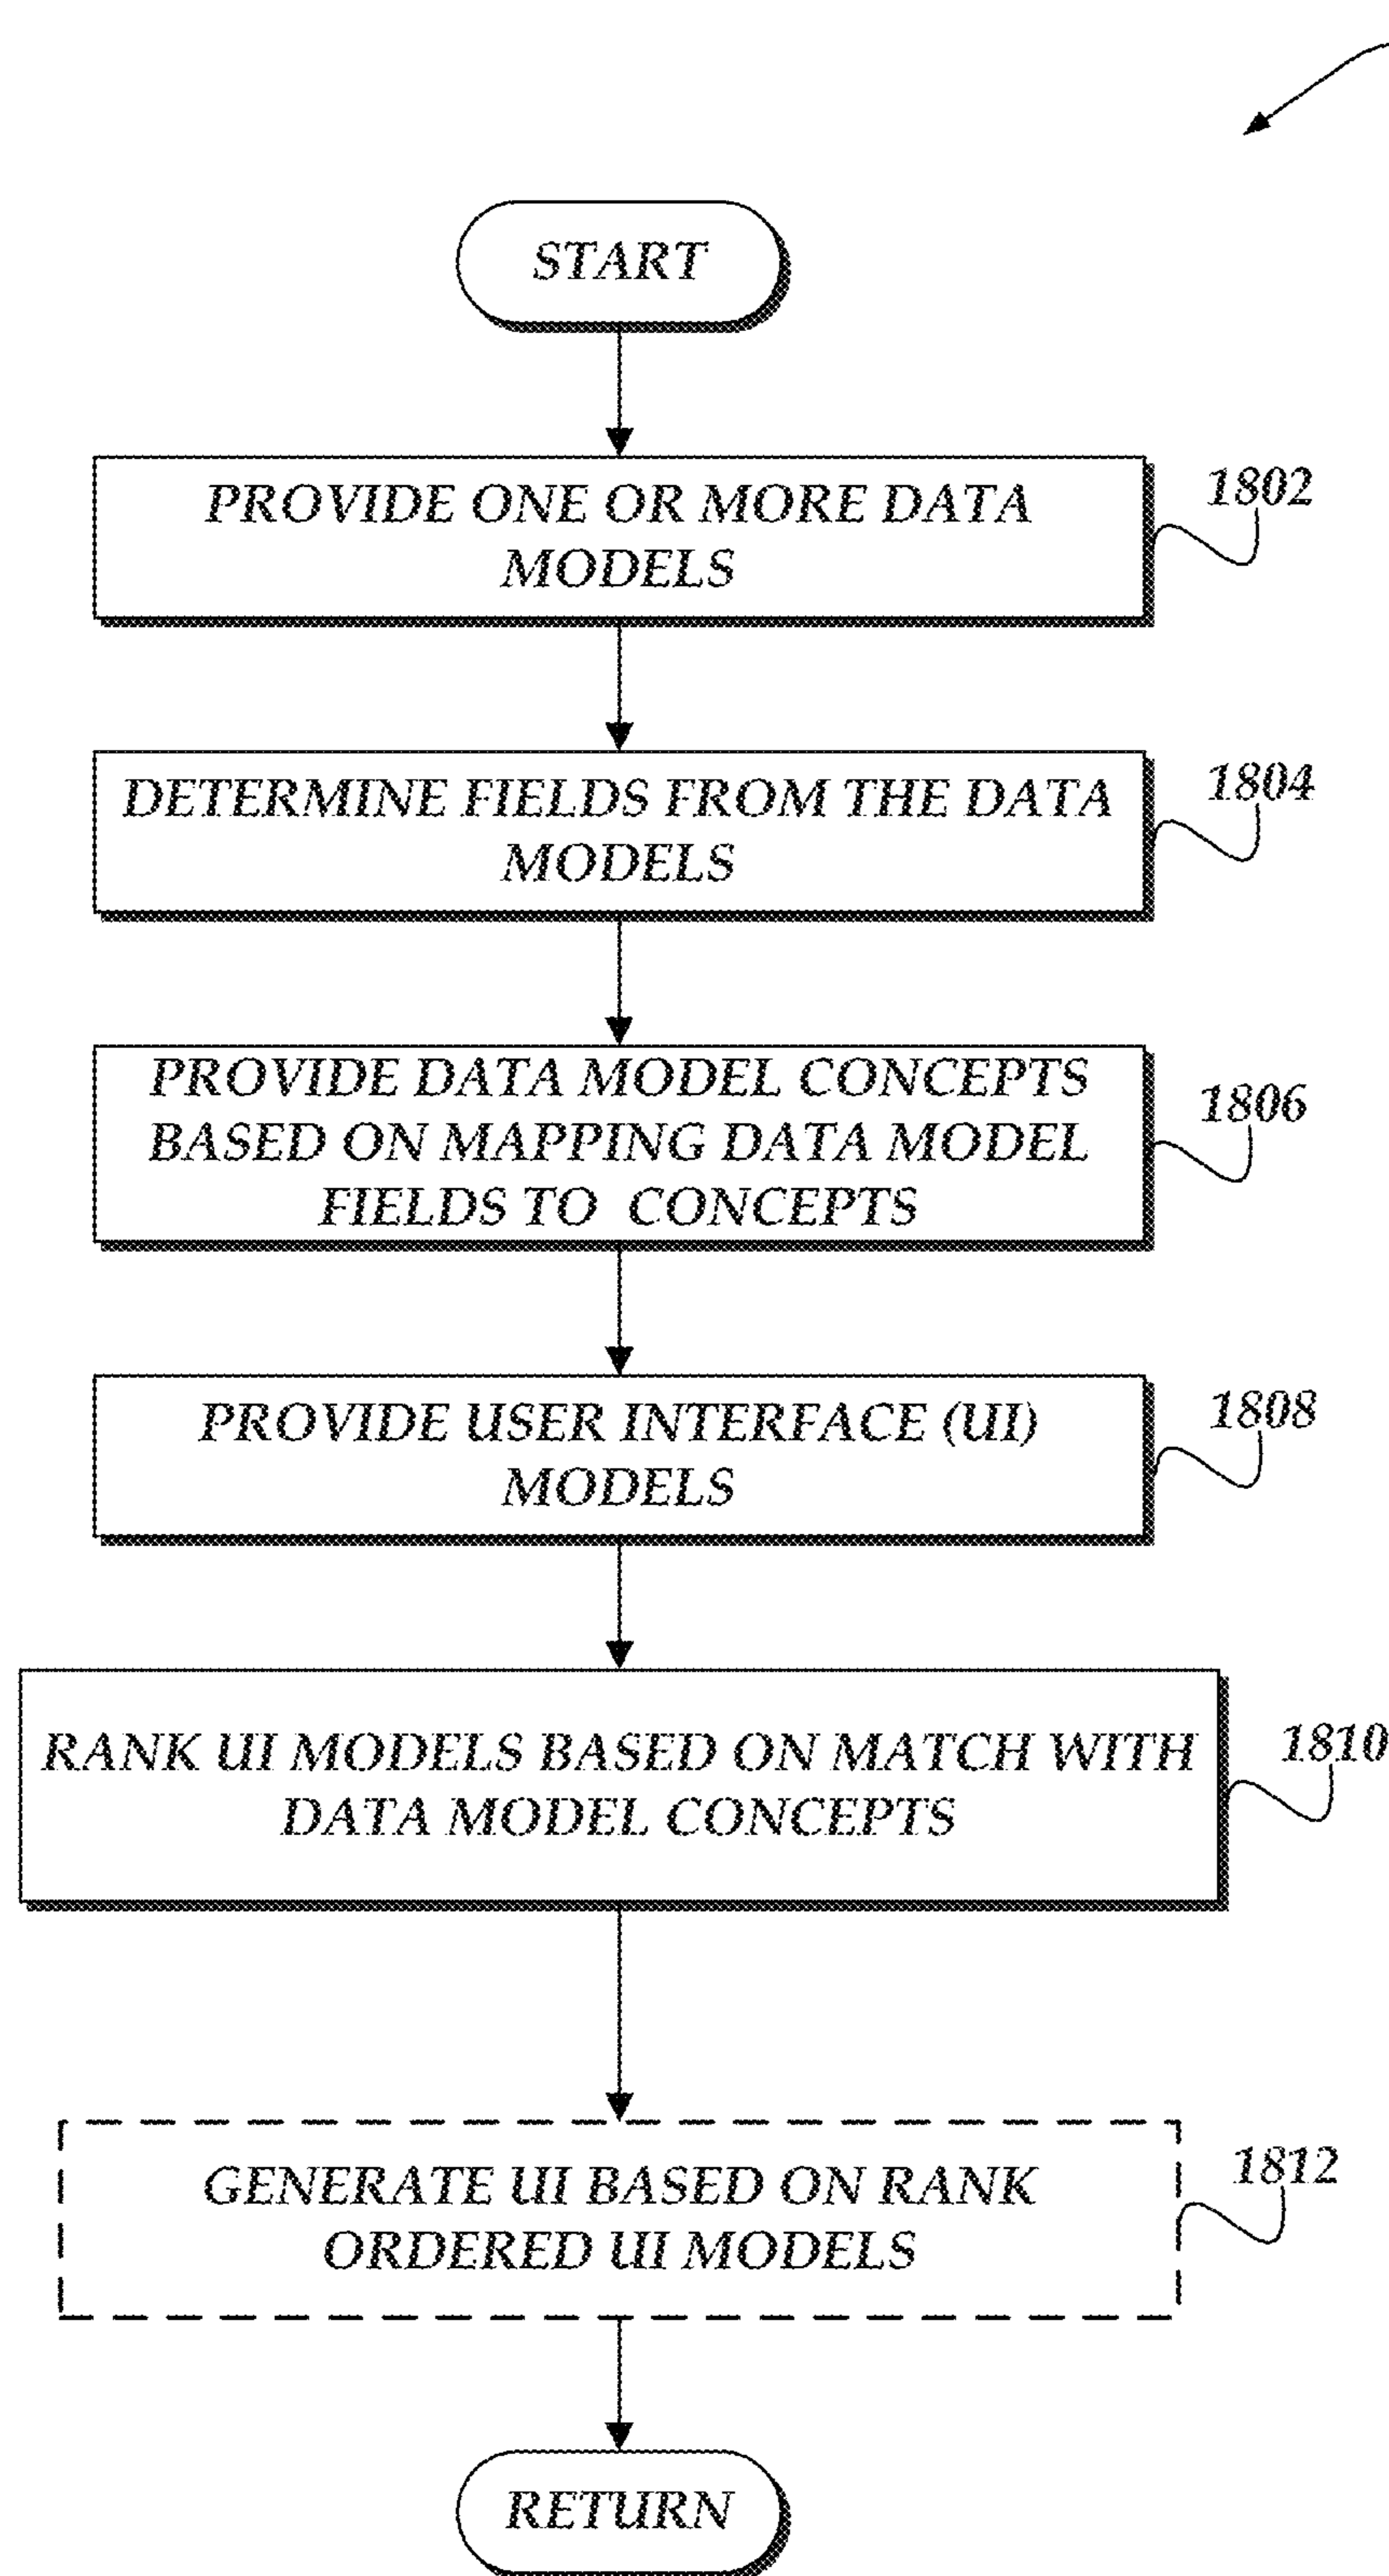 START
PROVIDE ONE OR MORE DATA
MODELS
1802
DETERMINE FIELDS FROM THE DATA
MODELS
1804
PROVIDE DATA MODEL CONCEPTS
BASED ON MAPPING DATA MODEL
FIELDS TO CONCEPTS
1806
PROVIDE USER INTERFACE (UI)
MODELS
1808
RANK UI MODELS BASED ON MATCH WITH
DATA MODEL CONCEPTS
1810
GENERATE UI BASED ON RANK
ORDERED UI MODELS
1812
RETURN